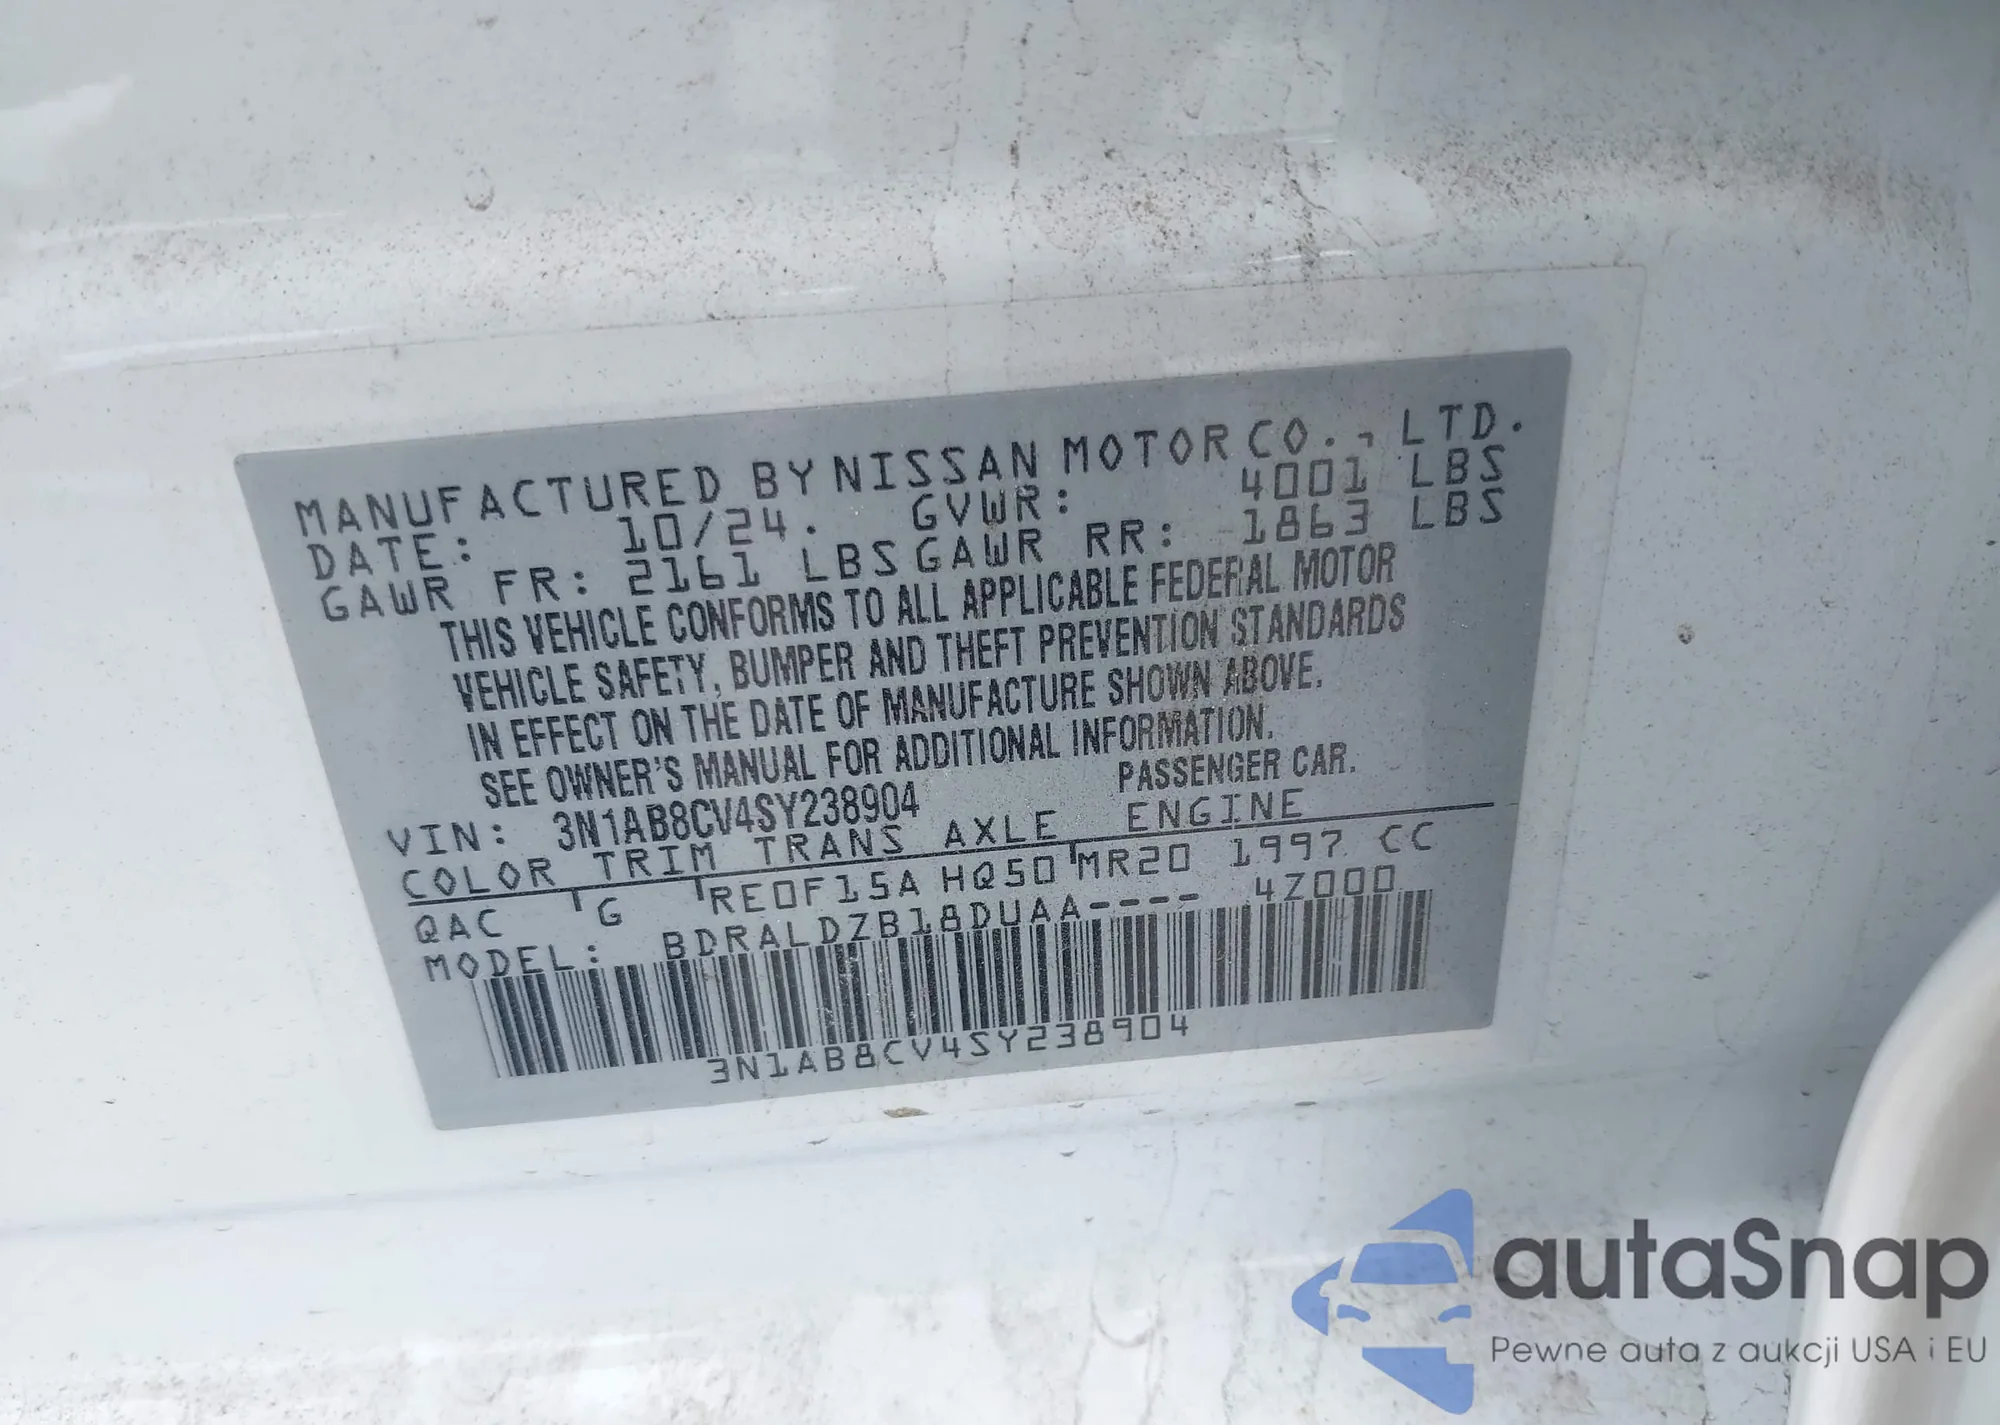 MANUFACTURED BY NISSAN MOTOR CO., LTD.
DATE: 10/24. GVWR: 4001 LBS
GAWR FR: 2161 LBS GAWR RR: 1863 LBS
THIS VEHICLE CONFORMS TO ALL APPLICABLE FEDERAL MOTOR
VEHICLE SAFETY, BUMPER AND THEFT PREVENTION STANDARDS
IN EFFECT ON THE DATE OF MANUFACTURE SHOWN ABOVE.
SEE OWNER'S MANUAL FOR ADDITIONAL INFORMATION.
VIN: 3N1AB8CV4SY238904 PASSENGER CAR.
COLOR TRIM TRANS AXLE ENGINE
QAC G RE0F15A HQ50 MR20 1997 CC
MODEL: BDRALDZB18DUAA---- 4Z000
3N1AB8CV4SY238904
autaSnap
Pewne auta z aukcji USA i EU